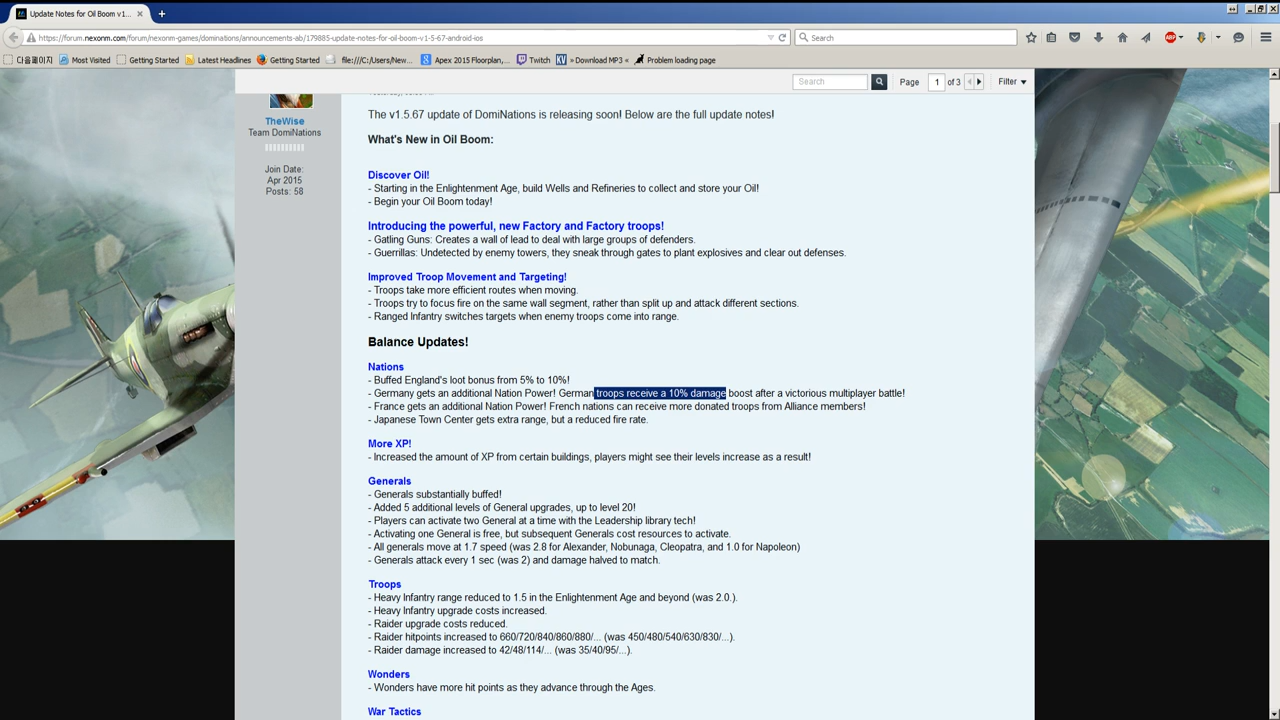 Update Notes for Oil Boom v1...
https://forum.nexonm.com/forum/nexonm-games/dominations/announcements-ab/179885-update-notes-for-oil-boom-v1-5-67-android-ios
Search
다음페이지 Most Visited Getting Started Latest Headlines Getting Started file:///C:/Users/New... Apex 2015 Floorplan,... Twitch » Download MP3 « Problem loading page
Search Page 1 of 3 Filter
TheWise
Team DomiNations
Join Date:
Apr 2015
Posts: 58
The v1.5.67 update of DomiNations is releasing soon! Below are the full update notes!
What's New in Oil Boom:
Discover Oil!
- Starting in the Enlightenment Age, build Wells and Refineries to collect and store your Oil!
- Begin your Oil Boom today!
Introducing the powerful, new Factory and Factory troops!
- Gatling Guns: Creates a wall of lead to deal with large groups of defenders.
- Guerrillas: Undetected by enemy towers, they sneak through gates to plant explosives and clear out defenses.
Improved Troop Movement and Targeting!
- Troops take more efficient routes when moving.
- Troops try to focus fire on the same wall segment, rather than split up and attack different sections.
- Ranged Infantry switches targets when enemy troops come into range.
Balance Updates!
Nations
- Buffed England's loot bonus from 5% to 10%!
- Germany gets an additional Nation Power! German troops receive a 10% damage boost after a victorious multiplayer battle!
- France gets an additional Nation Power! French nations can receive more donated troops from Alliance members!
- Japanese Town Center gets extra range, but a reduced fire rate.
More XP!
- Increased the amount of XP from certain buildings, players might see their levels increase as a result!
Generals
- Generals substantially buffed!
- Added 5 additional levels of General upgrades, up to level 20!
- Players can activate two General at a time with the Leadership library tech!
- Activating one General is free, but subsequent Generals cost resources to activate.
- All generals move at 1.7 speed (was 2.8 for Alexander, Nobunaga, Cleopatra, and 1.0 for Napoleon)
- Generals attack every 1 sec (was 2) and damage halved to match.
Troops
- Heavy Infantry range reduced to 1.5 in the Enlightenment Age and beyond (was 2.0.).
- Heavy Infantry upgrade costs increased.
- Raider upgrade costs reduced.
- Raider hitpoints increased to 660/720/840/860/880/... (was 450/480/540/630/830/...).
- Raider damage increased to 42/48/114/... (was 35/40/95/...).
Wonders
- Wonders have more hit points as they advance through the Ages.
War Tactics